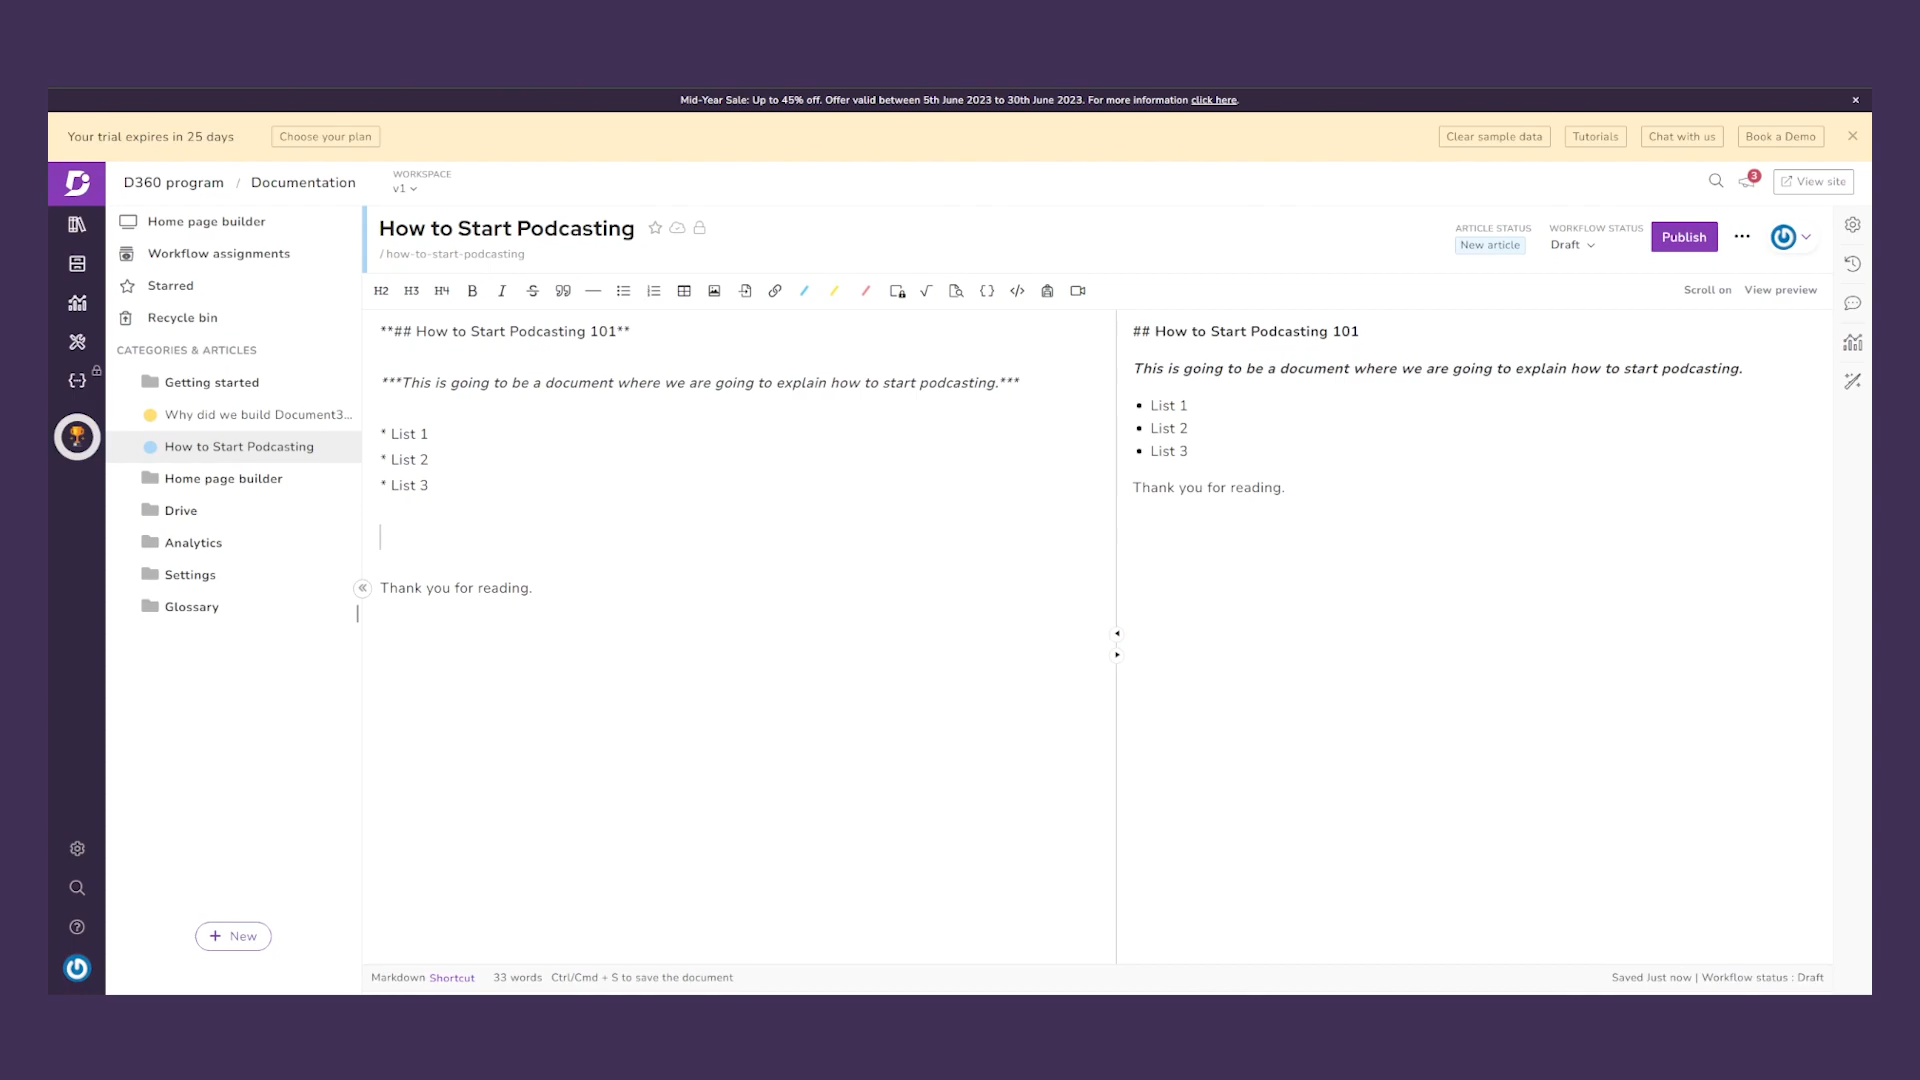 Mid-Year Sale: Up to 45% off. Offer valid between 5th June 2023 to 30th June 2023. For more information click here.
Your trial expires in 25 days
Choose your plan
Clear sample data
Tutorials
Chat with us
Book a Demo
D360 program / Documentation
WORKSPACE
v1
3
View site
Home page builder
Workflow assignments
Starred
Recycle bin
CATEGORIES & ARTICLES
Getting started
Why did we build Document3...
How to Start Podcasting
Home page builder
Drive
Analytics
Settings
Glossary
+ New
How to Start Podcasting
/ how-to-start-podcasting
ARTICLE STATUS
New article
WORKFLOW STATUS
Draft
Publish
H2 H3 H4 B I S
Scroll on
View preview
**## How to Start Podcasting 101**
***This is going to be a document where we are going to explain how to start podcasting.***
* List 1
* List 2
* List 3
Thank you for reading.
## How to Start Podcasting 101
This is going to be a document where we are going to explain how to start podcasting.
• List 1
• List 2
• List 3
Thank you for reading.
Markdown Shortcut 33 words Ctrl/Cmd + S to save the document
Saved Just now | Workflow status : Draft